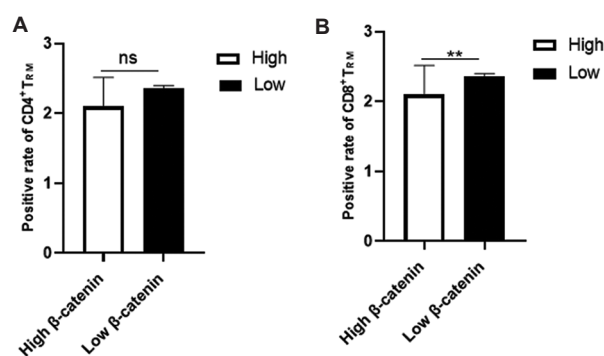 A
Positive rate of CD4⁺TRM
3
2
1
0
ns
High
Low
High β-catenin
Low β-catenin
B
Positive rate of CD8⁺TRM
3
2
1
0
**
High
Low
High β-catenin
Low β-catenin